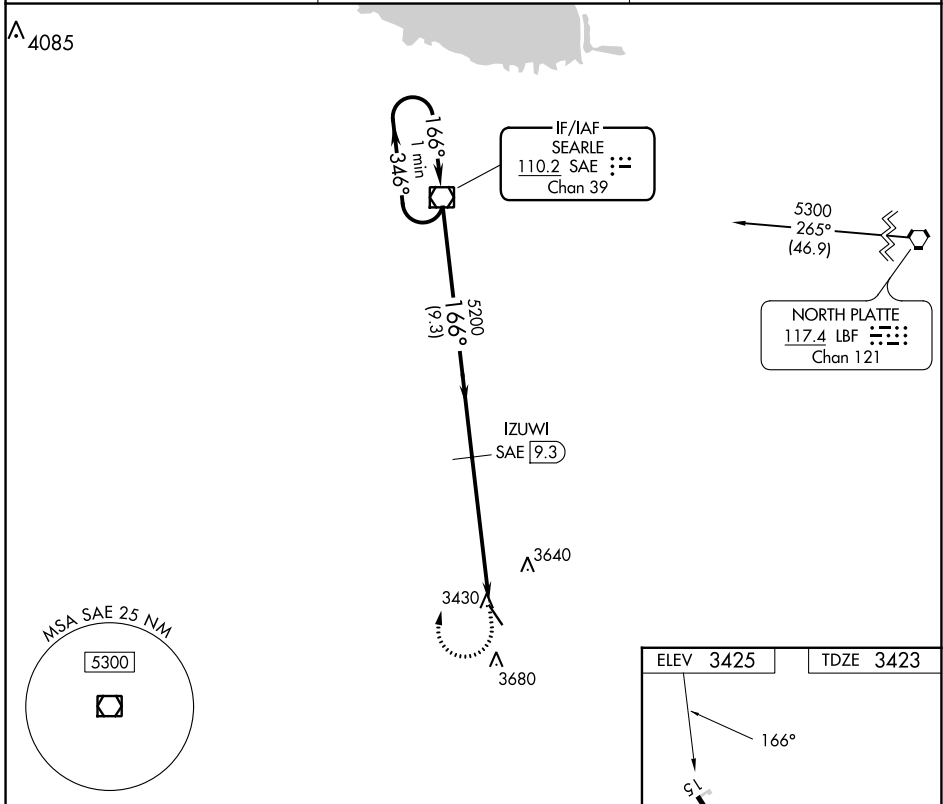 4085
166°
1 min
346°
IF/IAF
SEARLE
110.2 SAE
Chan 39
5300
265°
(46.9)
NORTH PLATTE
117.4 LBF
Chan 121
5200
166°
(9.3)
IZUWI
SAE 9.3
3640
3430
3680
MSA SAE 25 NM
5300
ELEV 3425
TDZE 3423
166°
15